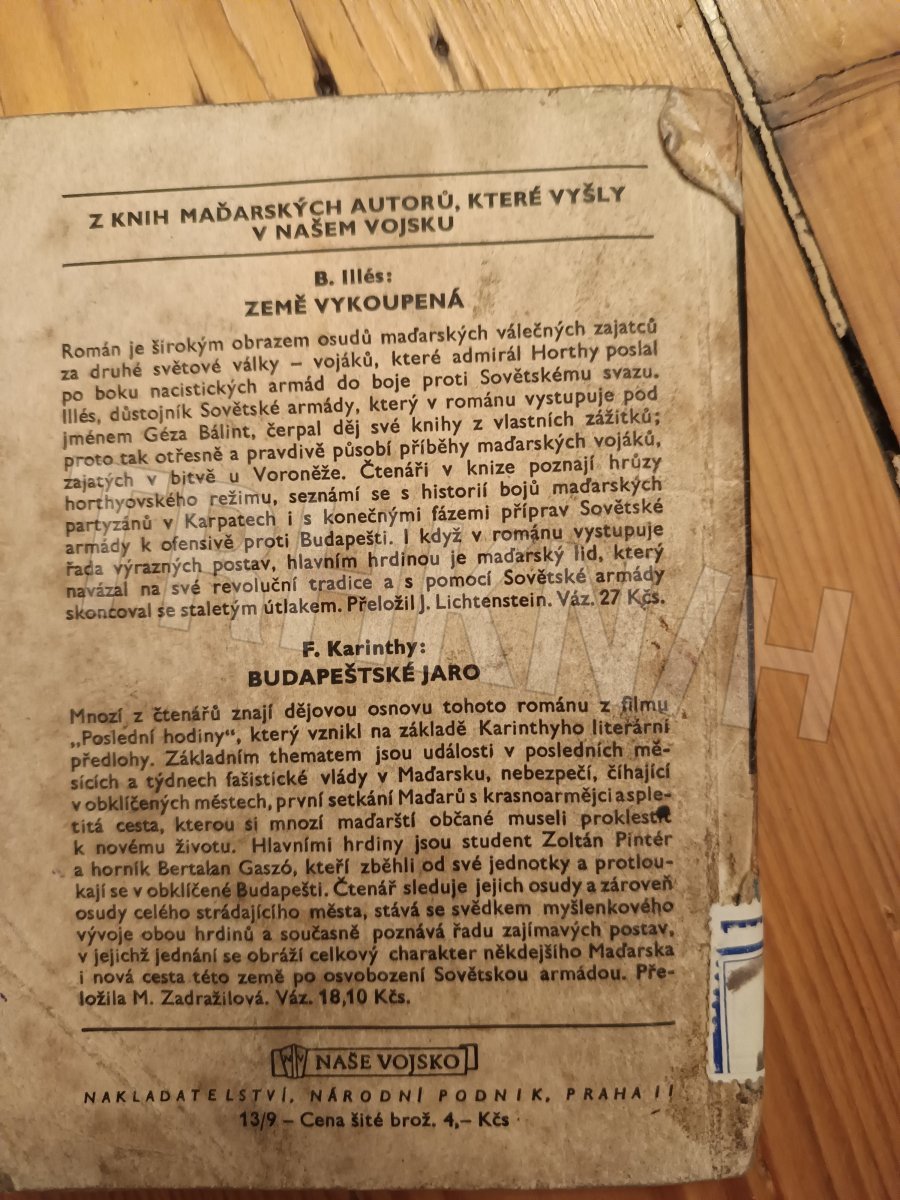 Z KNIH MAĎARSKÝCH AUTORŮ, KTERÉ VYŠLY
V NAŠEM VOJSKU
B. Illés:
ZEMĚ VYKOUPENÁ
Román je širokým obrazem osudů maďarských válečných zajatců
za druhé světové války – vojáků, které admirál Horthy poslal
po boku nacistických armád do boje proti Sovětskému svazu.
Illés, důstojník Sovětské armády, který v románu vystupuje pod
jménem Géza Bálint, čerpal děj své knihy z vlastních zážitků;
proto tak otřesně a pravdivě působí příběhy maďarských vojáků,
zajatých v bitvě u Voroněže. Čtenáři v knize poznají hrůzy
horthyovského režimu, seznámí se s historií bojů maďarských
partyzánů v Karpatech i s konečnými fázemi příprav Sovětské
armády k ofensivě proti Budapešti. I když v románu vystupuje
řada výrazných postav, hlavním hrdinou je maďarský lid, který
navázal na své revoluční tradice a s pomocí Sovětské armády
skoncoval se staletým útlakem. Přeložil J. Lichtenstein. Váz. 27 Kčs.
F. Karinthy:
BUDAPEŠTSKÉ JARO
Mnozí z čtenářů znají dějovou osnovu tohoto románu z filmu
„Poslední hodiny“, který vznikl na základě Karinthyho literární
předlohy. Základním thematem jsou události v posledních mě-
sících a týdnech fašistické vlády v Maďarsku, nebezpečí, číhající
v obklíčených městech, první setkání Maďarů s krasnoarmějci a sple-
titá cesta, kterou si mnozí maďarští občané museli proklestit
k novému životu. Hlavními hrdiny jsou student Zoltán Pintér
a horník Bertalan Gaszó, kteří zběhli od své jednotky a protlou-
kají se v obklíčené Budapešti. Čtenář sleduje jejich osudy a zároveň
osudy celého strádajícího města, stává se svědkem myšlenkového
vývoje obou hrdinů a současně poznává řadu zajímavých postav,
v jejichž jednání se obráží celkový charakter někdejšího Maďarska
i nová cesta této země po osvobození Sovětskou armádou. Pře-
ložila M. Zadražilová. Váz. 18,10 Kčs.
NV NAŠE VOJSKO
NAKLADATELSTVÍ, NÁRODNÍ PODNIK, PRAHA II
13/9 – Cena šité brož. 4,– Kčs